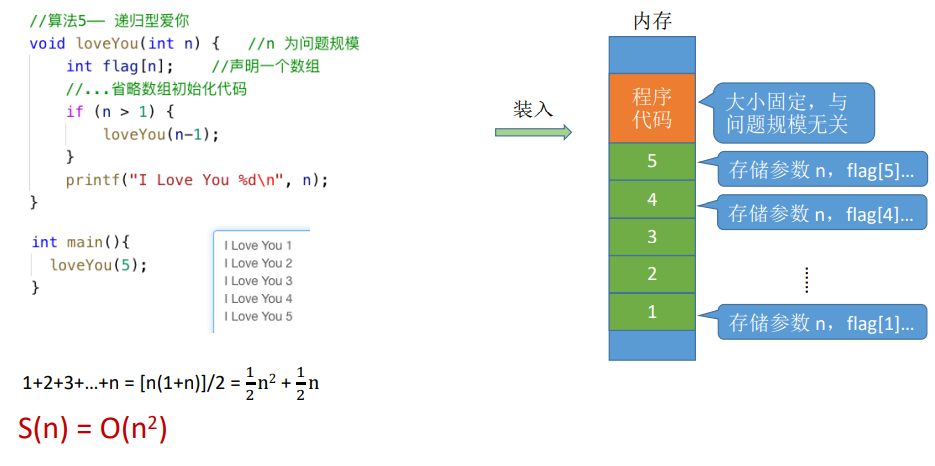 //算法5—— 递归型爱你
void loveYou(int n) {   //n 为问题规模
    int flag[n];    //声明一个数组
    //...省略数组初始化代码
    if (n > 1) {
        loveYou(n-1);
    }
    printf("I Love You %d\n", n);
}
int main(){
  loveYou(5);
}
I Love You 1
I Love You 2
I Love You 3
I Love You 4
I Love You 5
1+2+3+…+n = [n(1+n)]/2 = 1/2 n² + 1/2 n
S(n) = O(n²)
装入
内存
程序
代码
大小固定，与
问题规模无关
5
存储参数 n，flag[5]…
4
存储参数 n，flag[4]…
3
2
……
1
存储参数 n，flag[1]…